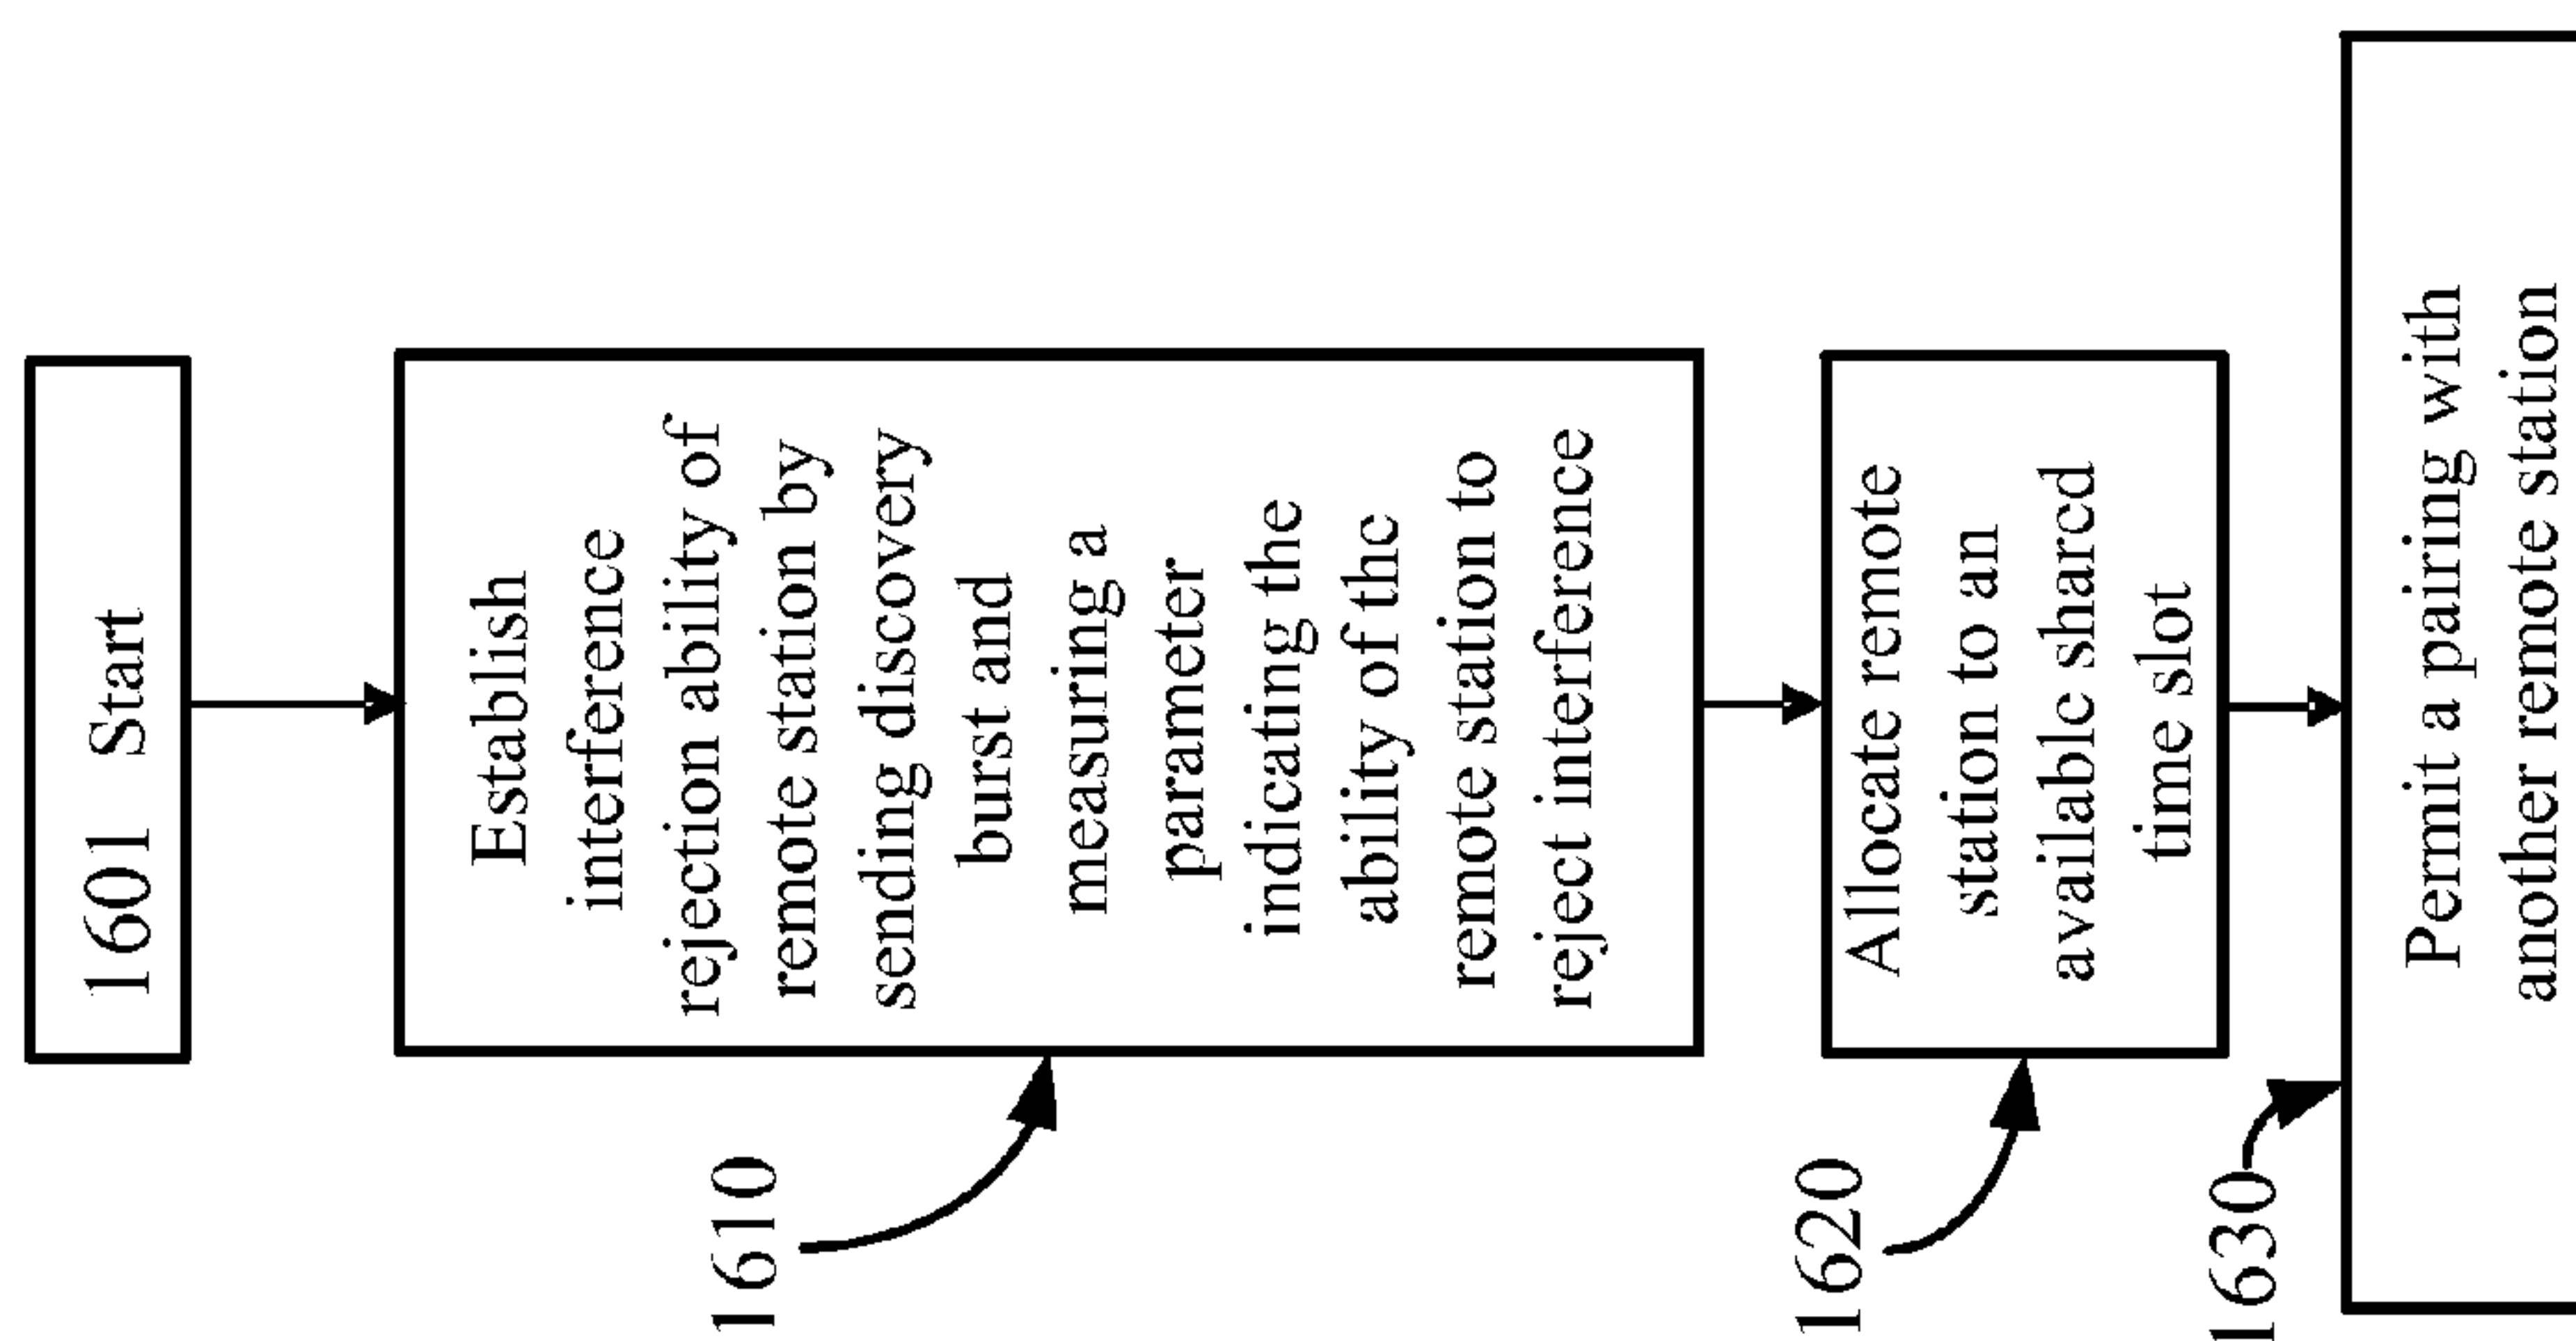 1601 Start
Establish
interference
rejection ability of
remote station by
sending discovery
burst and
measuring a
parameter
indicating the
ability of the
remote station to
reject interference
1610
Allocate remote
station to an
available shared
time slot
1620
Permit a pairing with
another remote station
1630